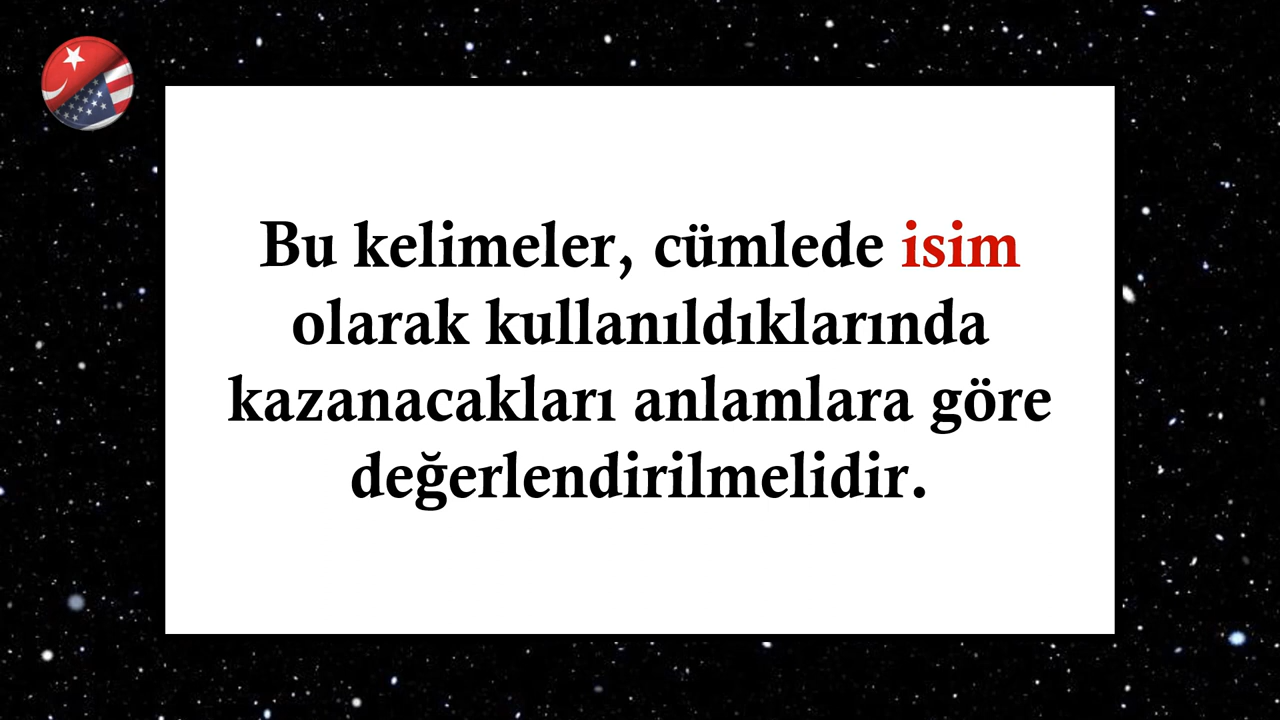 Bu kelimeler, cümlede isim
olarak kullanıldıklarında
kazanacakları anlamlara göre
değerlendirilmelidir.